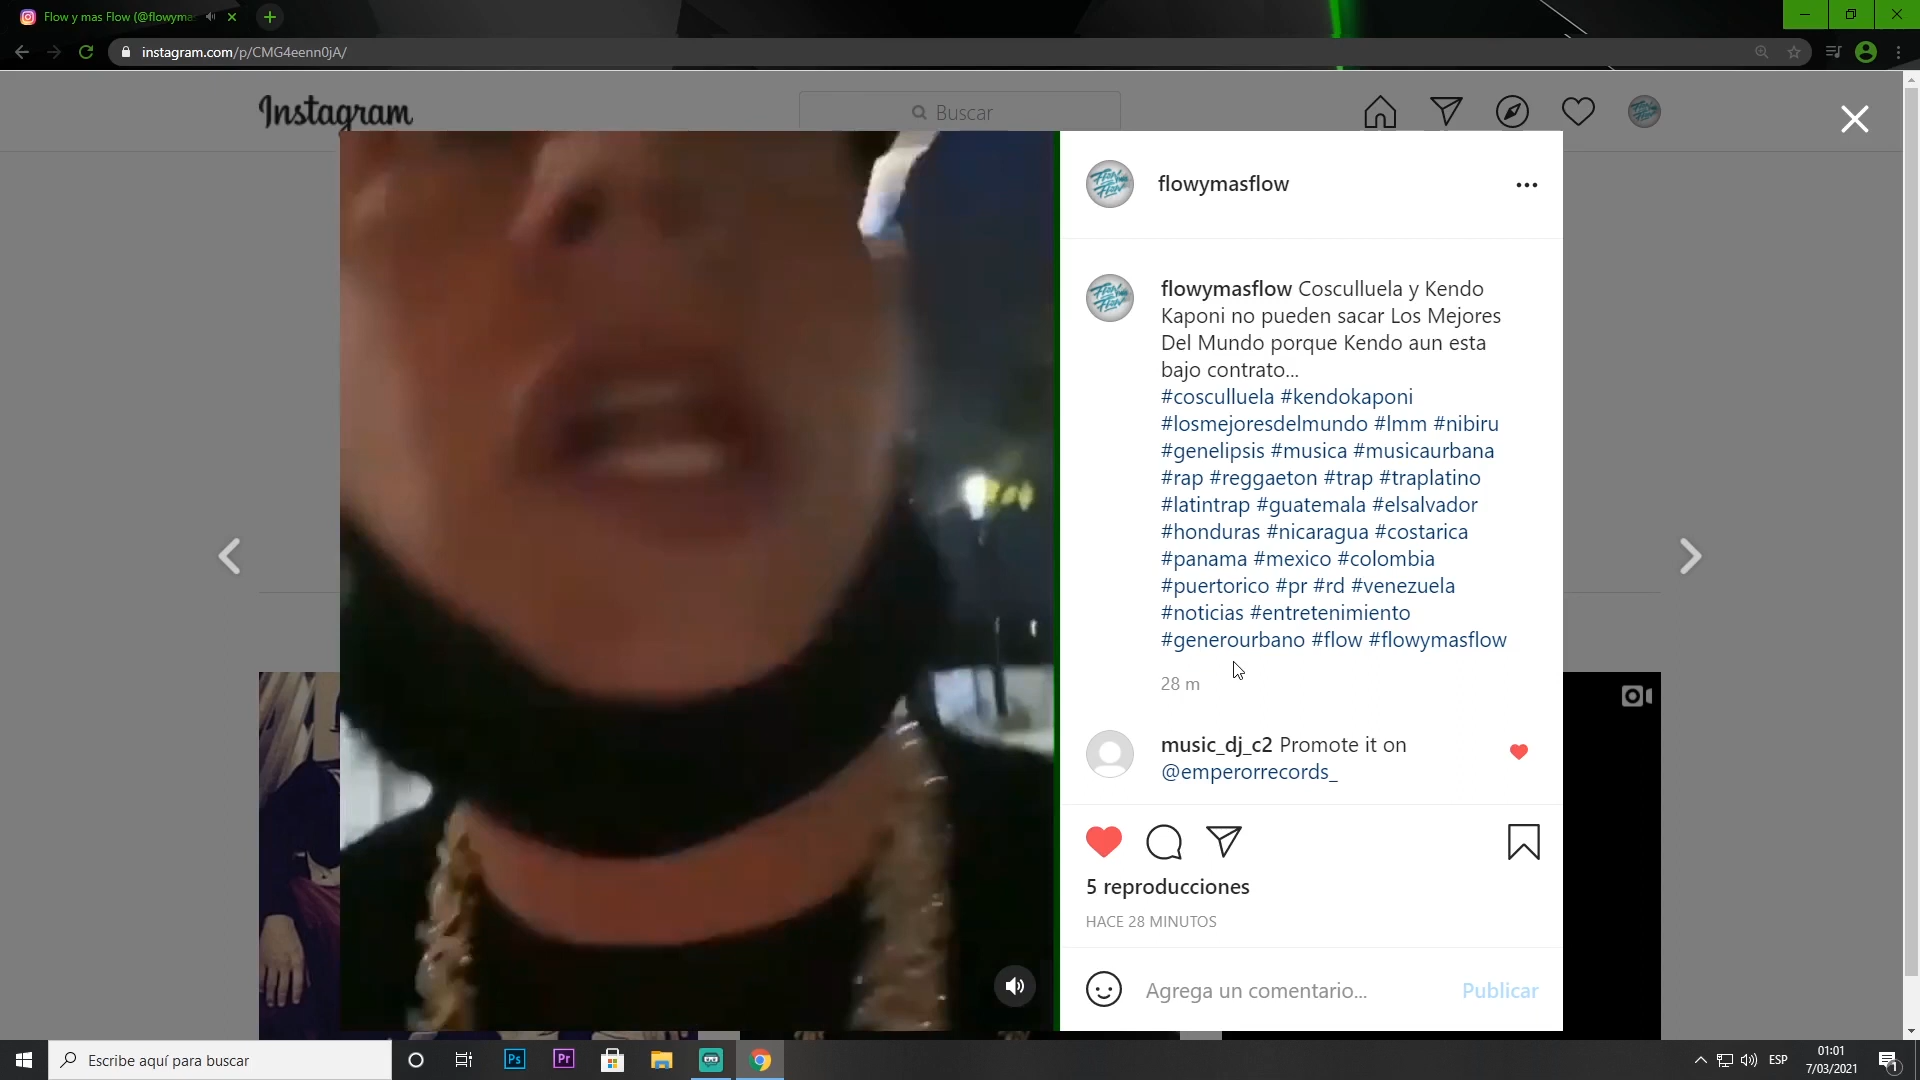 Flow y mas Flow (@flowyma
instagram.com/p/CMG4eenn0jA/
Instagram
Buscar
flowymasflow
flowymasflow Cosculluela y Kendo
Kaponi no pueden sacar Los Mejores
Del Mundo porque Kendo aun esta
bajo contrato...
#cosculluela #kendokaponi
#losmejoresdelmundo #lmm #nibiru
#genelipsis #musica #musicaurbana
#rap #reggaeton #trap #traplatino
#latintrap #guatemala #elsalvador
#honduras #nicaragua #costarica
#panama #mexico #colombia
#puertorico #pr #rd #venezuela
#noticias #entretenimiento
#generourbano #flow #flowymasflow
28 m
music_dj_c2 Promote it on
@emperorrecords_
5 reproducciones
HACE 28 MINUTOS
Agrega un comentario... Publicar
Escribe aquí para buscar
Ps
Pr
ESP
01:01
7/03/2021
1